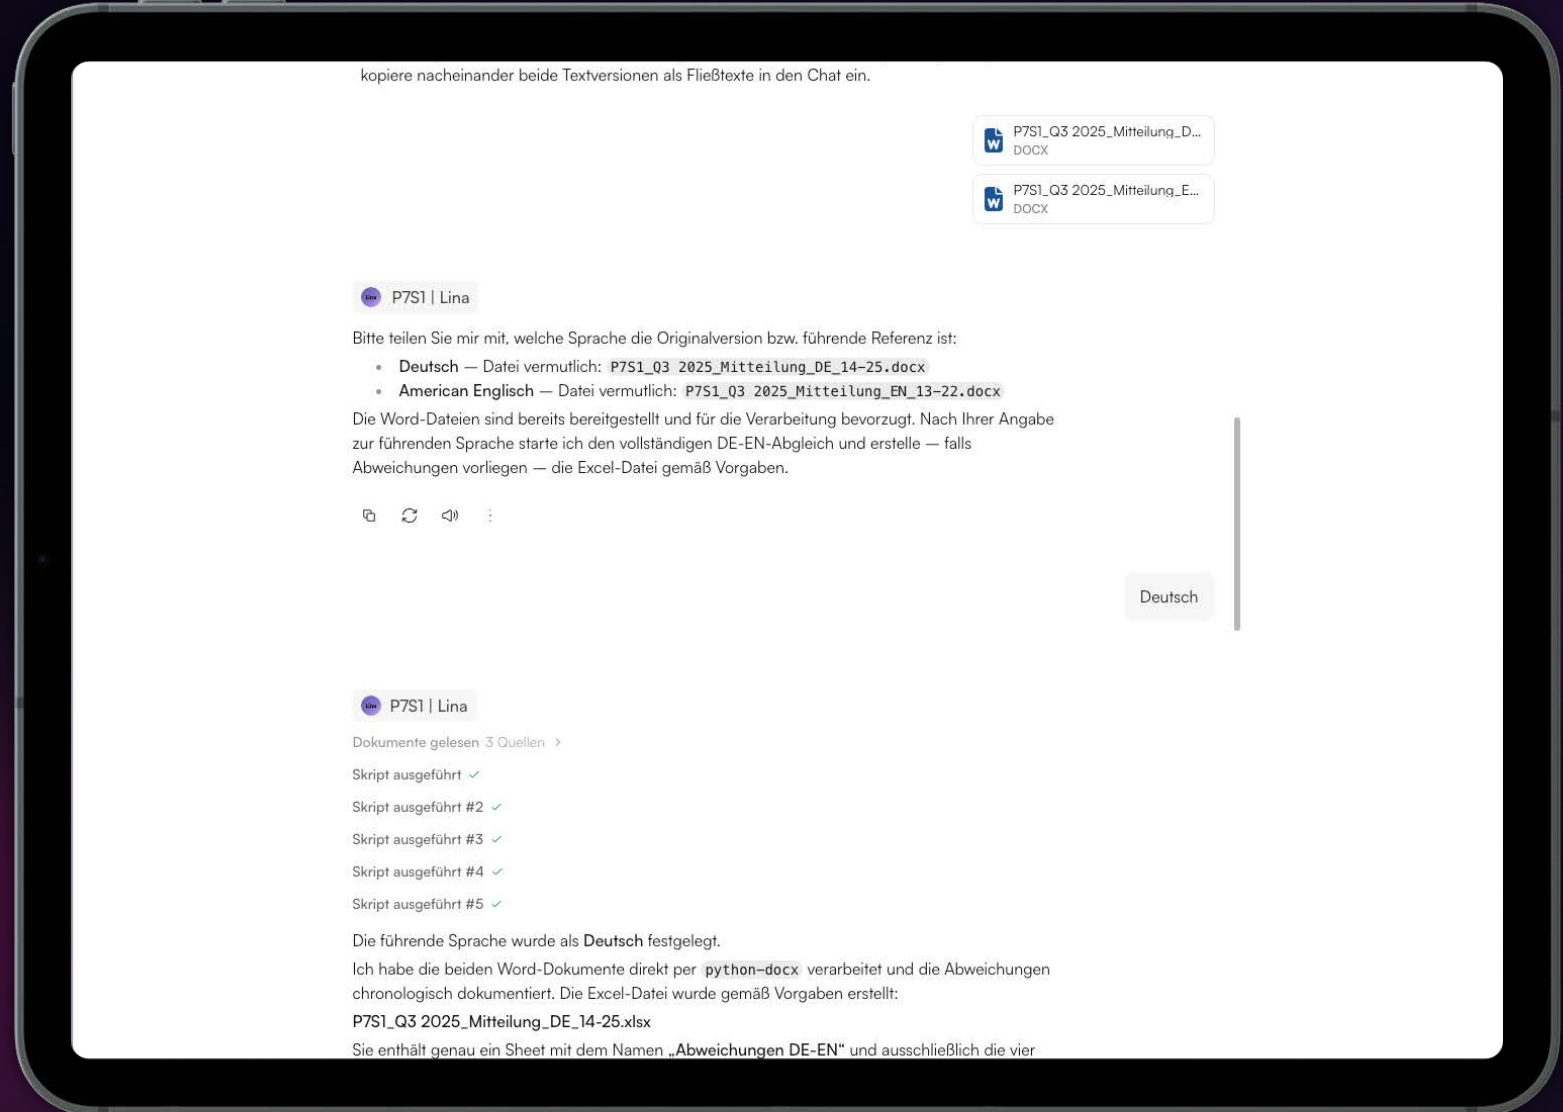 kopiere nacheinander beide Textversionen als Fließtexte in den Chat ein.
P7S1_Q3 2025_Mitteilung_D...
DOCX
P7S1_Q3 2025_Mitteilung_E...
DOCX
P7S1 | Lina
Bitte teilen Sie mir mit, welche Sprache die Originalversion bzw. führende Referenz ist:
• Deutsch — Datei vermutlich: P7S1_Q3 2025_Mitteilung_DE_14-25.docx
• American Englisch — Datei vermutlich: P7S1_Q3 2025_Mitteilung_EN_13-22.docx
Die Word-Dateien sind bereits bereitgestellt und für die Verarbeitung bevorzugt. Nach Ihrer Angabe
zur führenden Sprache starte ich den vollständigen DE-EN-Abgleich und erstelle — falls
Abweichungen vorliegen — die Excel-Datei gemäß Vorgaben.
Deutsch
P7S1 | Lina
Dokumente gelesen 3 Quellen >
Skript ausgeführt ✓
Skript ausgeführt #2 ✓
Skript ausgeführt #3 ✓
Skript ausgeführt #4 ✓
Skript ausgeführt #5 ✓
Die führende Sprache wurde als Deutsch festgelegt.
Ich habe die beiden Word-Dokumente direkt per python-docx verarbeitet und die Abweichungen
chronologisch dokumentiert. Die Excel-Datei wurde gemäß Vorgaben erstellt:
P7S1_Q3 2025_Mitteilung_DE_14-25.xlsx
Sie enthält genau ein Sheet mit dem Namen „Abweichungen DE-EN“ und ausschließlich die vier